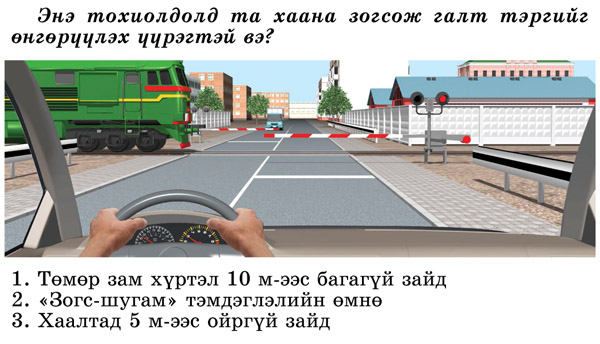 Энэ тохиолдолд та хаана зогсож галт тэргийг
өнгөрүүлэх үүрэгтэй вэ?
1. Төмөр зам хүртэл 10 м-ээс багагүй зайд
2. «Зогс-шугам» тэмдэглэлийн өмнө
3. Хаалтад 5 м-ээс ойргүй зайд